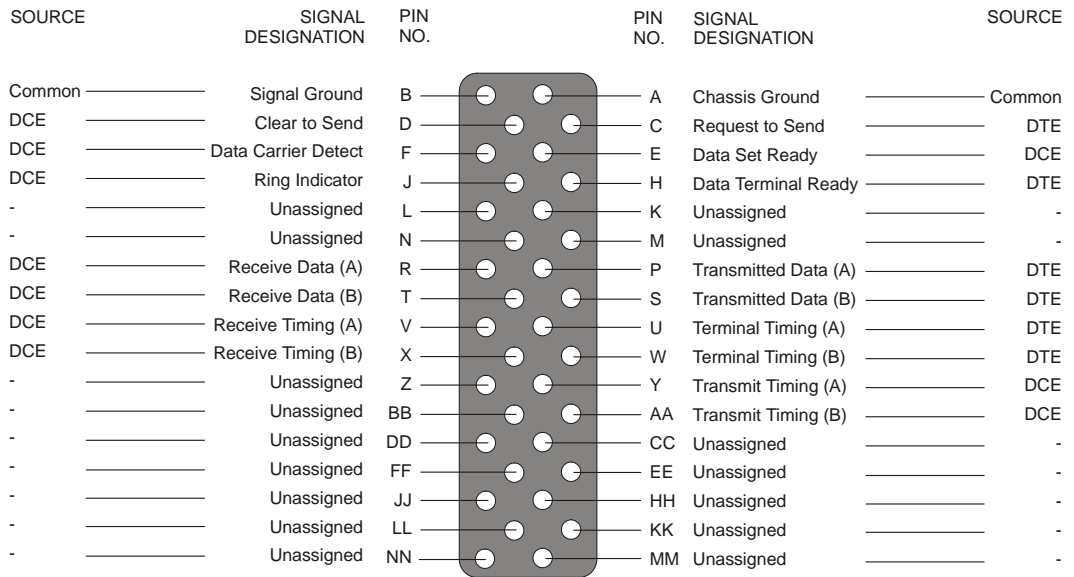 SOURCE SIGNAL DESIGNATION PIN NO. PIN NO. SIGNAL DESIGNATION SOURCE
Common Signal Ground B A Chassis Ground Common
DCE Clear to Send D C Request to Send DTE
DCE Data Carrier Detect F E Data Set Ready DCE
DCE Ring Indicator J H Data Terminal Ready DTE
- Unassigned L K Unassigned -
- Unassigned N M Unassigned -
DCE Receive Data (A) R P Transmitted Data (A) DTE
DCE Receive Data (B) T S Transmitted Data (B) DTE
DCE Receive Timing (A) V U Terminal Timing (A) DTE
DCE Receive Timing (B) X W Terminal Timing (B) DTE
- Unassigned Z Y Transmit Timing (A) DCE
- Unassigned BB AA Transmit Timing (B) DCE
- Unassigned DD CC Unassigned -
- Unassigned FF EE Unassigned -
- Unassigned JJ HH Unassigned -
- Unassigned LL KK Unassigned -
- Unassigned NN MM Unassigned -